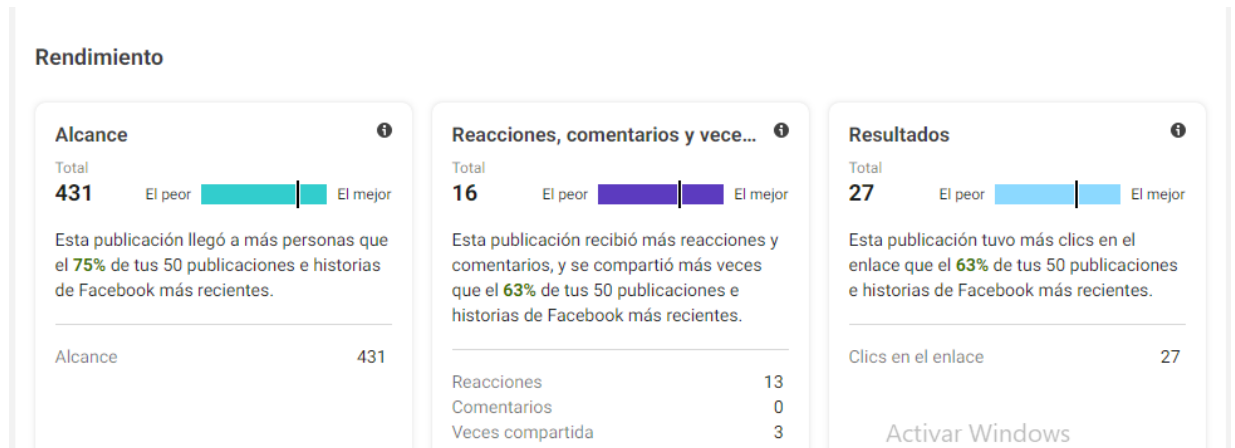 Rendimiento
Alcance
Total
431 El peor El mejor
Esta publicación llegó a más personas que
el 75% de tus 50 publicaciones e historias
de Facebook más recientes.
Alcance 431
Reacciones, comentarios y vece...
Total
16 El peor El mejor
Esta publicación recibió más reacciones y
comentarios, y se compartió más veces
que el 63% de tus 50 publicaciones e
historias de Facebook más recientes.
Reacciones 13
Comentarios 0
Veces compartida 3
Resultados
Total
27 El peor El mejor
Esta publicación tuvo más clics en el
enlace que el 63% de tus 50 publicaciones
e historias de Facebook más recientes.
Clics en el enlace 27
Activar Windows